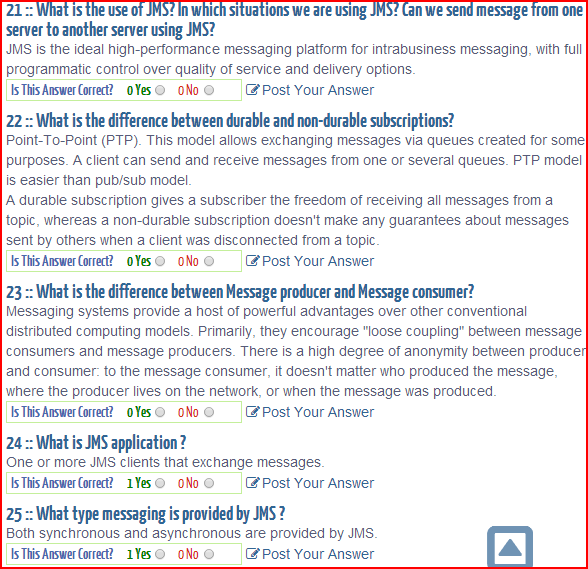 21 :: What is the use of JMS? In which situations we are using JMS? Can we send message from one
server to another server using JMS?
JMS is the ideal high-performance messaging platform for intrabusiness messaging, with full
programmatic control over quality of service and delivery options.
Is This Answer Correct? 0 Yes 0 No Post Your Answer
22 :: What is the difference between durable and non-durable subscriptions?
Point-To-Point (PTP). This model allows exchanging messages via queues created for some
purposes. A client can send and receive messages from one or several queues. PTP model
is easier than pub/sub model.
A durable subscription gives a subscriber the freedom of receiving all messages from a
topic, whereas a non-durable subscription doesn't make any guarantees about messages
sent by others when a client was disconnected from a topic.
Is This Answer Correct? 0 Yes 0 No Post Your Answer
23 :: What is the difference between Message producer and Message consumer?
Messaging systems provide a host of powerful advantages over other conventional
distributed computing models. Primarily, they encourage "loose coupling" between message
consumers and message producers. There is a high degree of anonymity between producer
and consumer: to the message consumer, it doesn't matter who produced the message,
where the producer lives on the network, or when the message was produced.
Is This Answer Correct? 0 Yes 0 No Post Your Answer
24 :: What is JMS application ?
One or more JMS clients that exchange messages.
Is This Answer Correct? 1 Yes 0 No Post Your Answer
25 :: What type messaging is provided by JMS ?
Both synchronous and asynchronous are provided by JMS.
Is This Answer Correct? 1 Yes 0 No Post Your Answer